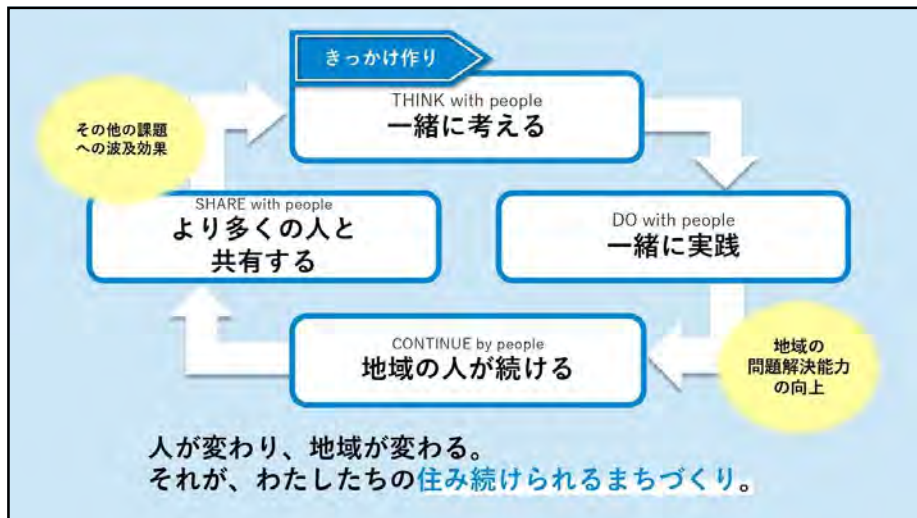 きっかけ作り
THINK with people
一緒に考える
その他の課題
への波及効果
SHARE with people
より多くの人と
共有する
DO with people
一緒に実践
CONTINUE by people
地域の人が続ける
地域の
問題解決能力
の向上
人が変わり、地域が変わる。
それが、わたしたちの住み続けられるまちづくり。